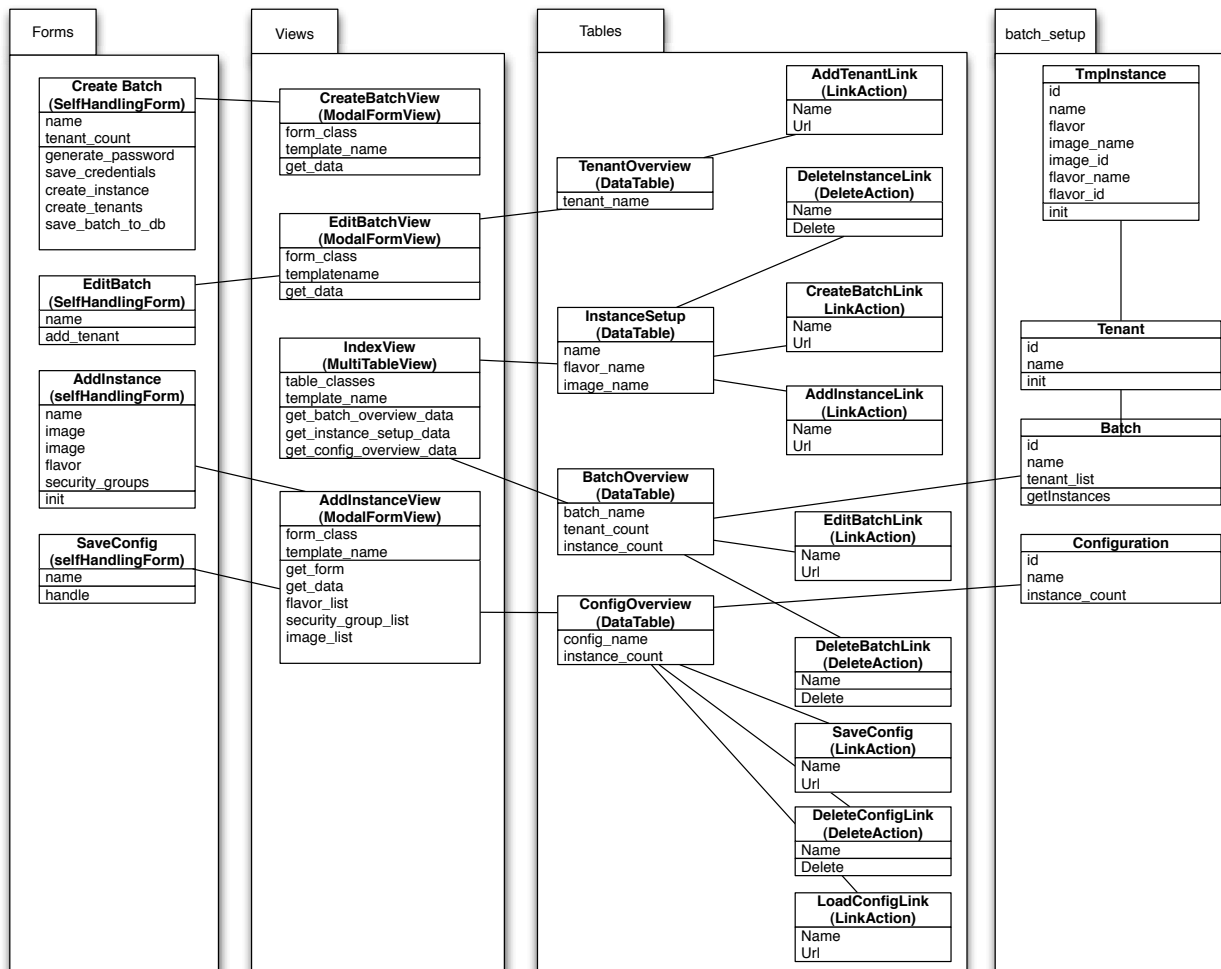 Forms
Create Batch
(SelfHandlingForm)
name
tenant_count
generate_password
save_credentials
create_instance
create_tenants
save_batch_to_db
EditBatch
(SelfHandlingForm)
name
add_tenant
AddInstance
(selfHandlingForm)
name
image
image
flavor
security_groups
init
SaveConfig
(selfHandlingForm)
name
handle
Views
CreateBatchView
(ModalFormView)
form_class
template_name
get_data
EditBatchView
(ModalFormView)
form_class
templatename
get_data
IndexView
(MultiTableView)
table_classes
template_name
get_batch_overview_data
get_instance_setup_data
get_config_overview_data
AddInstanceView
(ModalFormView)
form_class
template_name
get_form
get_data
flavor_list
security_group_list
image_list
Tables
TenantOverview
(DataTable)
tenant_name
InstanceSetup
(DataTable)
name
flavor_name
image_name
BatchOverview
(DataTable)
batch_name
tenant_count
instance_count
ConfigOverview
(DataTable)
config_name
instance_count
AddTenantLink
(LinkAction)
Name
Url
DeleteInstanceLink
(DeleteAction)
Name
Delete
CreateBatchLink
LinkAction)
Name
Url
AddInstanceLink
(LinkAction)
Name
Url
EditBatchLink
(LinkAction)
Name
Url
DeleteBatchLink
(DeleteAction)
Name
Delete
SaveConfig
(LinkAction)
Name
Url
DeleteConfigLink
(DeleteAction)
Name
Delete
LoadConfigLink
(LinkAction)
Name
Url
batch_setup
TmpInstance
id
name
flavor
image_name
image_id
flavor_name
flavor_id
init
Tenant
id
name
init
Batch
id
name
tenant_list
getInstances
Configuration
id
name
instance_count